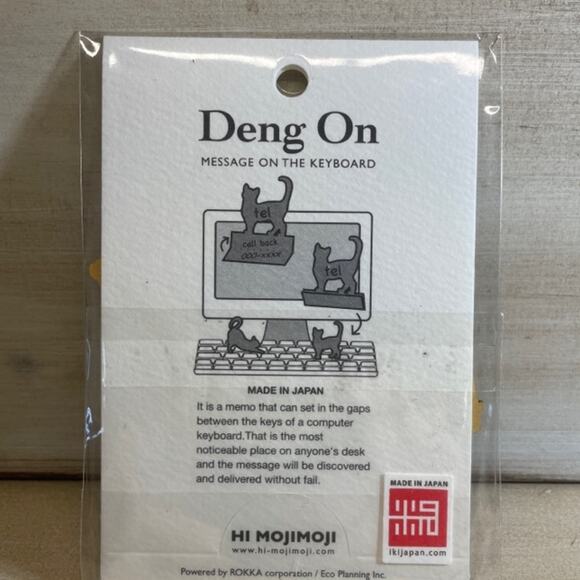 Deng On
MESSAGE ON THE KEYBOARD
tel
call back
000-xxxx
tel
MADE IN JAPAN
It is a memo that can set in the gaps
between the keys of a computer
keyboard.That is the most
noticeable place on anyone's desk
and the message will be discovered
and delivered without fail.
MADE IN JAPAN
ikijapan.com
HI MOJIMOJI
www.hi-mojimoji.com
Powered by ROKKA corporation / Eco Planning Inc.